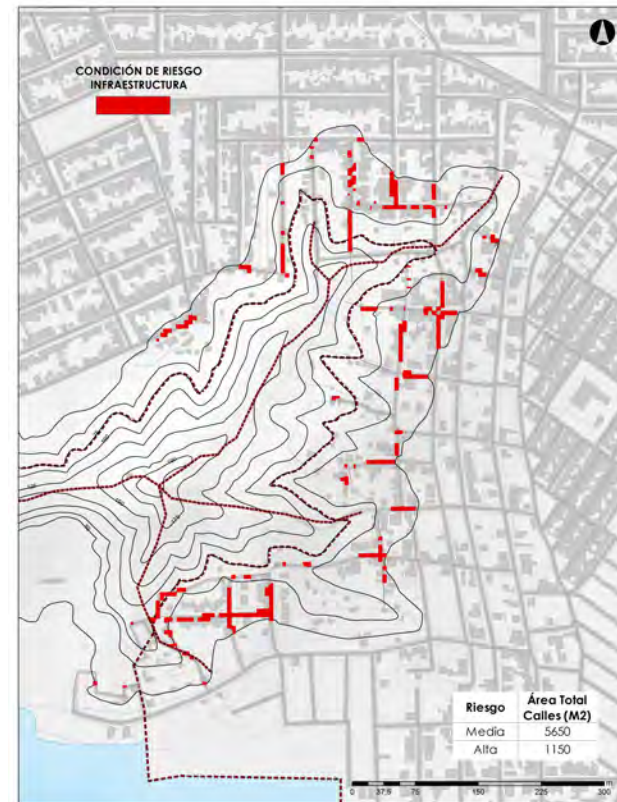 CONDICIÓN DE RIESGO
INFRAESTRUCTURA
Riesgo Área Total
Calles (M2)
Media 5650
Alta 1150
m
0 37,5 75 150 225 300